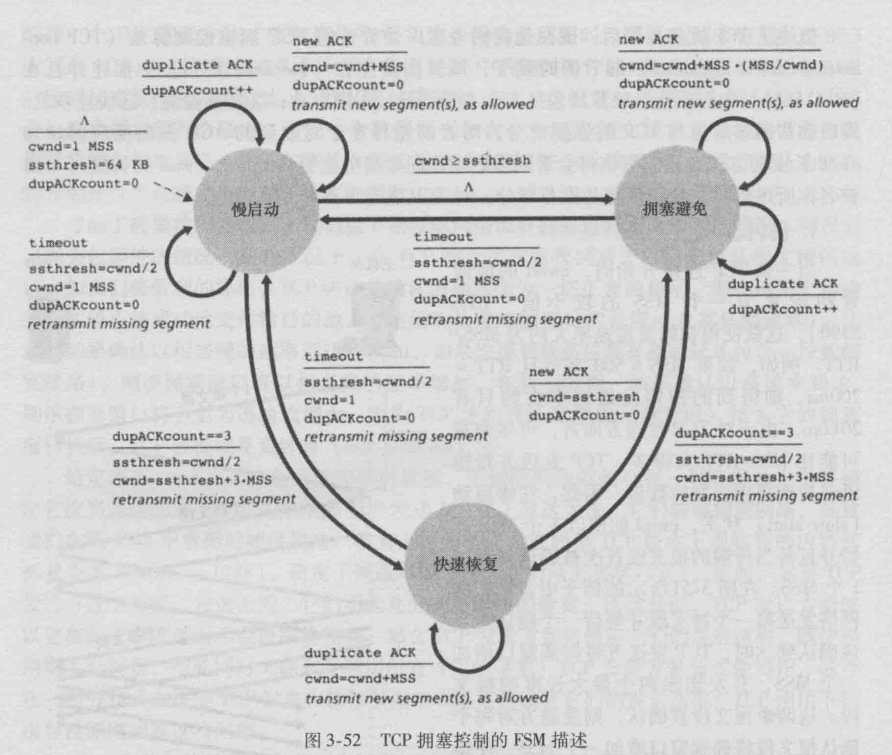 duplicate ACK
dupACKcount++
Λ
cwnd=1 MSS
ssthresh=64 KB
dupACKcount=0
new ACK
cwnd=cwnd+MSS
dupACKcount=0
transmit new segment(s), as allowed
new ACK
cwnd=cwnd+MSS·(MSS/cwnd)
dupACKcount=0
transmit new segment(s), as allowed
慢启动
cwnd≥ssthresh
Λ
拥塞避免
timeout
ssthresh=cwnd/2
cwnd=1 MSS
dupACKcount=0
retransmit missing segment
timeout
ssthresh=cwnd/2
cwnd=1 MSS
dupACKcount=0
retransmit missing segment
duplicate ACK
dupACKcount++
timeout
ssthresh=cwnd/2
cwnd=1
dupACKcount=0
retransmit missing segment
new ACK
cwnd=ssthresh
dupACKcount=0
dupACKcount==3
ssthresh=cwnd/2
cwnd=ssthresh+3·MSS
retransmit missing segment
dupACKcount==3
ssthresh=cwnd/2
cwnd=ssthresh+3·MSS
retransmit missing segment
快速恢复
duplicate ACK
cwnd=cwnd+MSS
transmit new segment(s), as allowed
图 3-52 TCP 拥塞控制的 FSM 描述